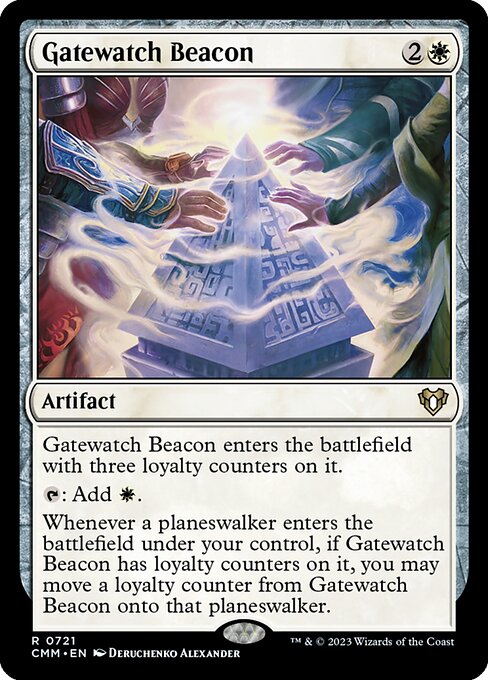 Gatewatch Beacon 2
Artifact
Gatewatch Beacon enters the battlefield
with three loyalty counters on it.
: Add .
Whenever a planeswalker enters the
battlefield under your control, if Gatewatch
Beacon has loyalty counters on it, you may
move a loyalty counter from Gatewatch
Beacon onto that planeswalker.
R 0721
™ & © 2023 Wizards of the Coast
CMM • EN Deruchenko Alexander